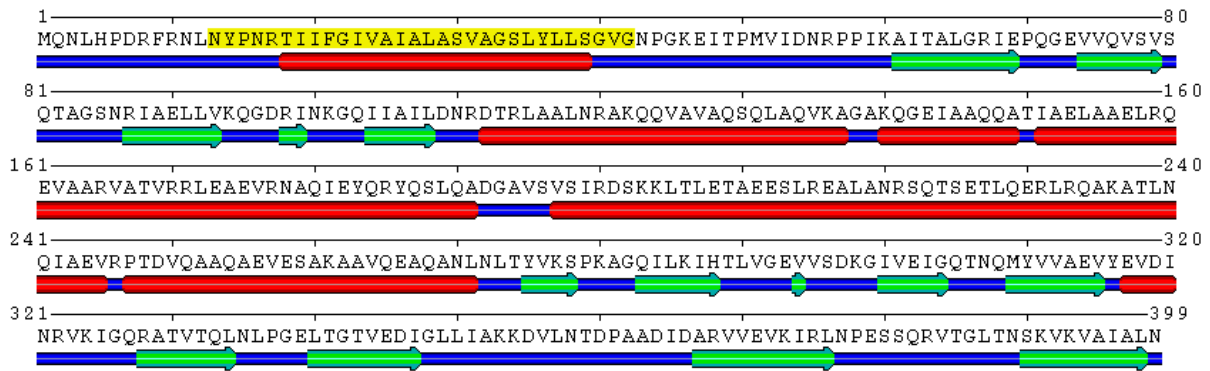 1 80
MQNLHPDRFRNLNYPNRTIIFGIVAIALASVAGSLYLLSGVGNPGKEITPMVIDNRPPIKAITALGRIEPQGEVVQVSVS
81 160
QTAGSNRIAELLVKQGDRINKGQIIAILDNRDTRLAALNRAKQQVAVAQSQLAQVKAGAKQGEIAAQQATIAELAAELRQ
161 240
EVAARVATVRRLEAEVRNAQIEYQRYQSLQADGAVSVSIRDSKKLTLETAEESLREALANRSQTSETLQERLRQAKATLN
241 320
QIAEVRPTDVQAAQAEVESAKAAVQEAQANLNLTYVKSPKAGQILKIHTLVGEVVSDKGIVEIGQTNQMYVVAEVYEVDI
321 399
NRVKIGQRATVTQLNLPGELTGTVEDIGLLIAKKDVLNTDPAADIDARVVEVKIRLNPESSQRVTGLTNSKVKVAIALN